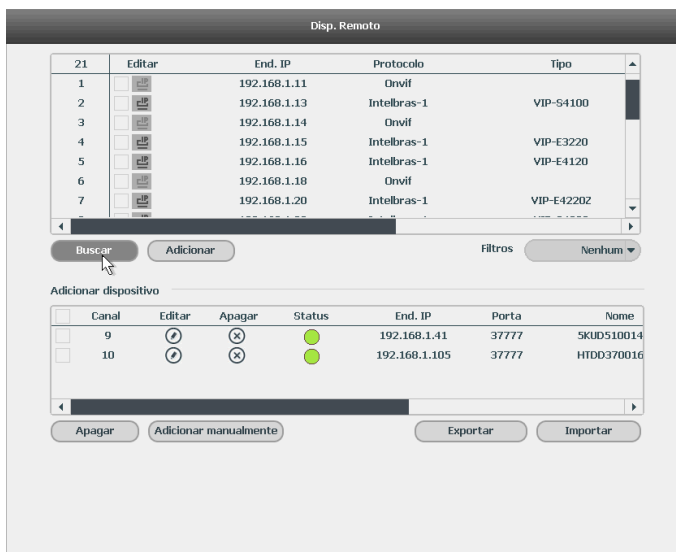 Disp. Remoto
21 Editar End. IP Protocolo Tipo
1 192.168.1.11 Onvif
2 192.168.1.13 Intelbras-1 VIP-S4100
3 192.168.1.14 Onvif
4 192.168.1.15 Intelbras-1 VIP-E3220
5 192.168.1.16 Intelbras-1 VIP-E4120
6 192.168.1.18 Onvif
7 192.168.1.20 Intelbras-1 VIP-E4220Z
Buscar Adicionar Filtros Nenhum
Adicionar dispositivo
Canal Editar Apagar Status End. IP Porta Nome
9 192.168.1.41 37777 5KUD510014
10 192.168.1.105 37777 HTDD370016
Apagar Adicionar manualmente Exportar Importar